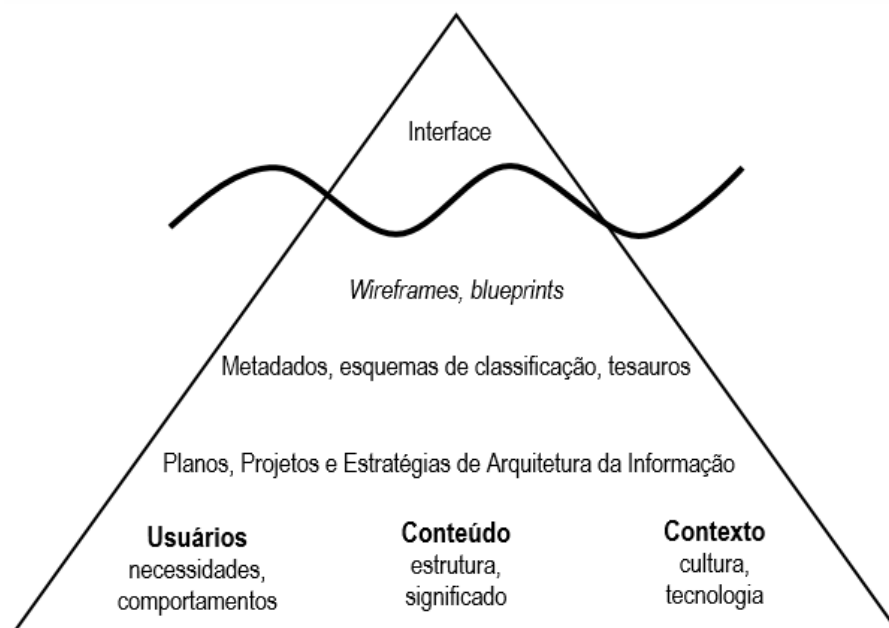 Interface
Wireframes, blueprints
Metadados, esquemas de classificação, tesauros
Planos, Projetos e Estratégias de Arquitetura da Informação
Usuários
necessidades,
comportamentos
Conteúdo
estrutura,
significado
Contexto
cultura,
tecnologia